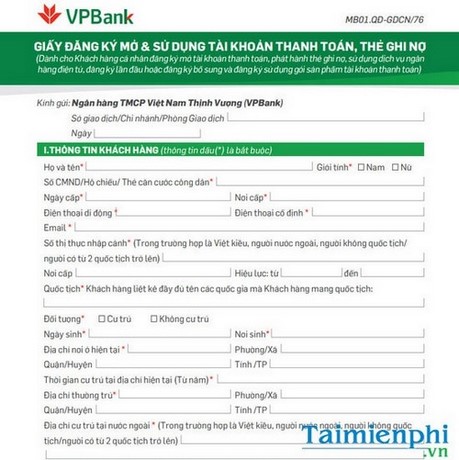 VPBank
MB01.QD-GDCN/76
GIẤY ĐĂNG KÝ MỞ & SỬ DỤNG TÀI KHOẢN THANH TOÁN, THẺ GHI NỢ
(Dành cho Khách hàng cá nhân đăng ký mở tài khoản thanh toán, phát hành thẻ ghi nợ, sử dụng dịch vụ ngân
hàng điện tử, đăng ký lần đầu hoặc đăng ký bổ sung và đăng ký sử dụng gói sản phẩm tài khoản thanh toán)
Kính gửi: Ngân hàng TMCP Việt Nam Thịnh Vượng (VPBank)
Sở giao dịch/Chi nhánh/Phòng Giao dịch
Ngày
I.THÔNG TIN KHÁCH HÀNG (thông tin dấu(*) là bắt buộc)
Họ và tên* Giới tính* Nam Nữ
Số CMND/Hộ chiếu/ Thẻ căn cước công dân*
Ngày cấp* Nơi cấp*
Điện thoại di động * Điện thoại cố định *
Email *
Số thị thực nhập cảnh* (Trong trường hợp là Việt kiều, người nước ngoài, người không quốc tịch/
người có từ 2 quốc tịch trở lên)
Nơi cấp Hiệu lực: từ đến
Quốc tịch* Khách hàng liệt kê đầy đủ tên các quốc gia mà Khách hàng mang quốc tịch:
Đối tượng* Cư trú Không cư trú
Ngày sinh* Nơi sinh*
Địa chỉ nơi ở hiện tại * Phường/Xã
Quận/Huyện Tỉnh /TP
Thời gian cư trú tại địa chỉ hiện tại (Từ năm) *
Địa chỉ thường trú* Phường/Xã
Quận/Huyện Tỉnh/TP
Địa chỉ cư trú tại nước ngoài * (Trong trường hợp là Việt kiều, người nước ngoài, người không quốc
tịch/người có từ 2 quốc tịch trở lên)
Taimienphi
.vn